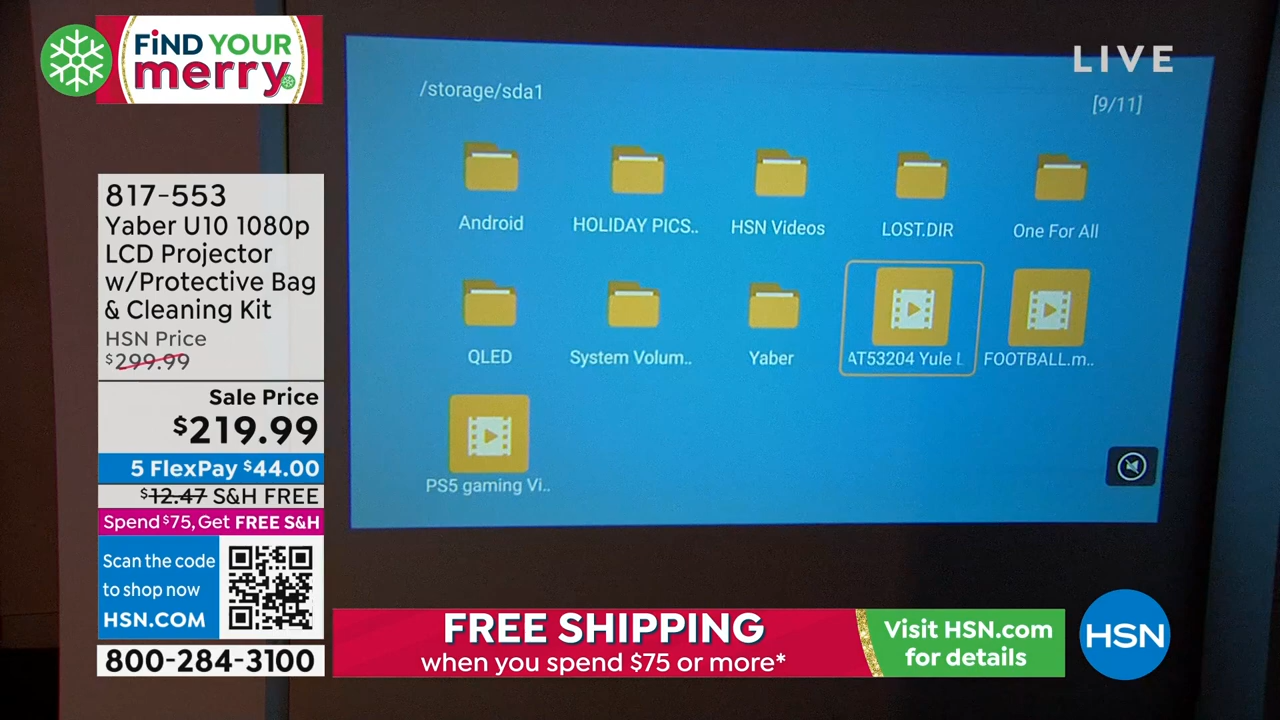 FiND YOUR
merry
LIVE
/storage/sda1
[9/11]
Android
HOLIDAY PICS..
HSN Videos
LOST.DIR
One For All
QLED
System Volum..
Yaber
AT53204 Yule L
FOOTBALL.m..
PS5 gaming Vi..
817-553
Yaber U10 1080p
LCD Projector
w/Protective Bag
& Cleaning Kit
HSN Price
$299.99
Sale Price
$219.99
5 FlexPay $44.00
$12.47 S&H FREE
Spend $75, Get FREE S&H
Scan the code
to shop now
HSN.COM
800-284-3100
FREE SHIPPING
when you spend $75 or more*
Visit HSN.com
for details
HSN